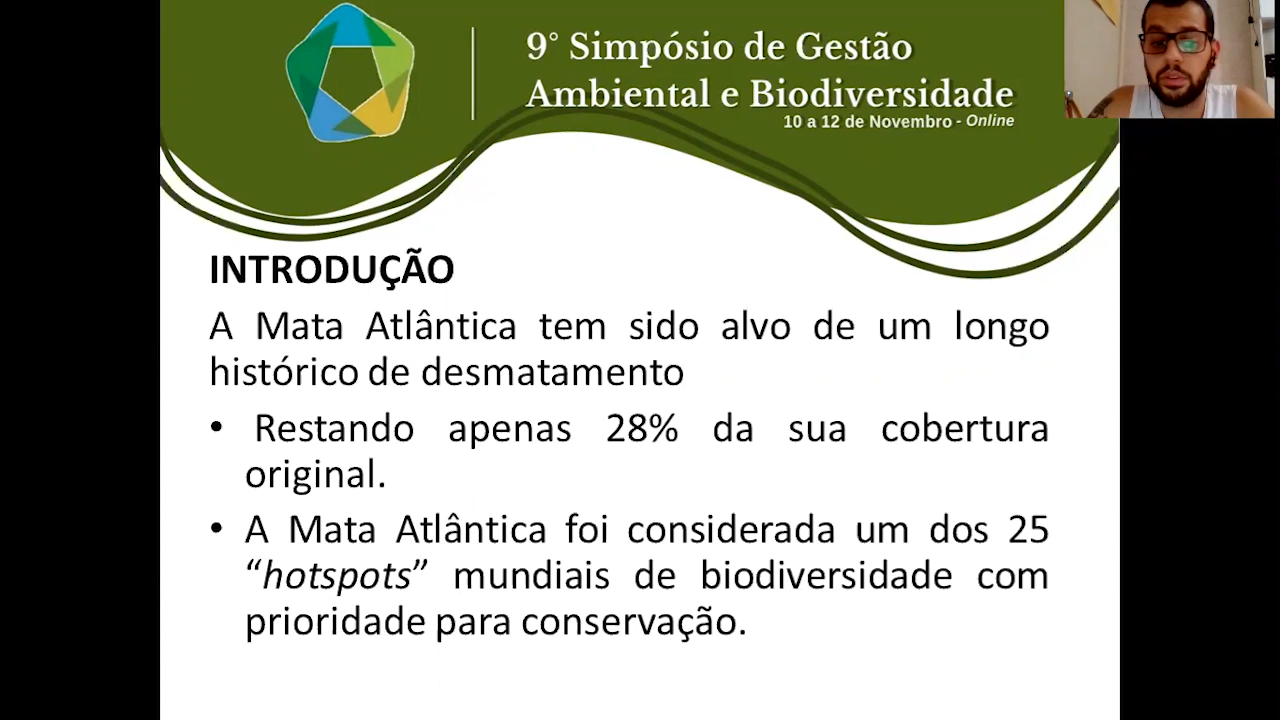 9° Simpósio de Gestão
Ambiental e Biodiversidade
10 a 12 de Novembro - Online
INTRODUÇÃO
A Mata Atlântica tem sido alvo de um longo
histórico de desmatamento
• Restando apenas 28% da sua cobertura
original.
• A Mata Atlântica foi considerada um dos 25
“hotspots” mundiais de biodiversidade com
prioridade para conservação.